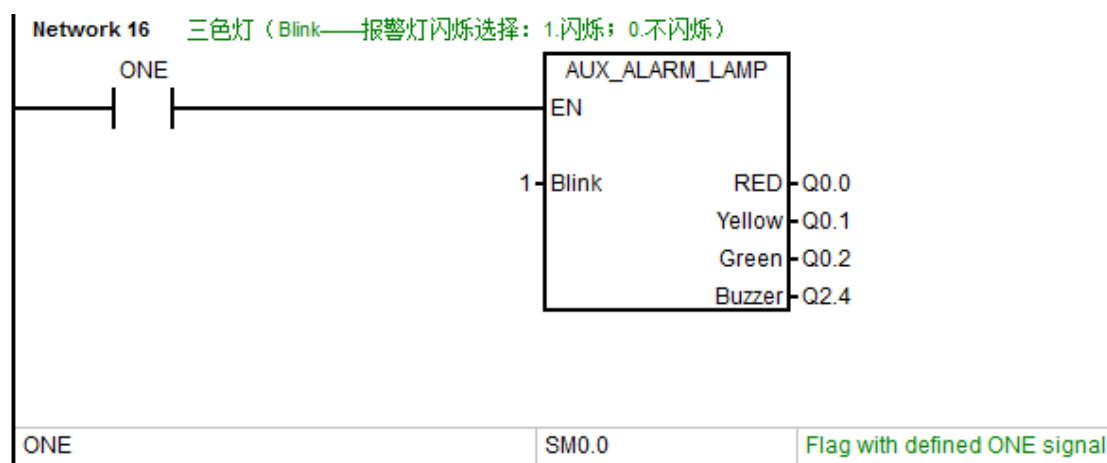 Network 16 三色灯（Blink——报警灯闪烁选择：1.闪烁；0.不闪烁）
ONE
AUX_ALARM_LAMP
EN
1 Blink RED Q0.0
Yellow Q0.1
Green Q0.2
Buzzer Q2.4
ONE SM0.0 Flag with defined ONE signal